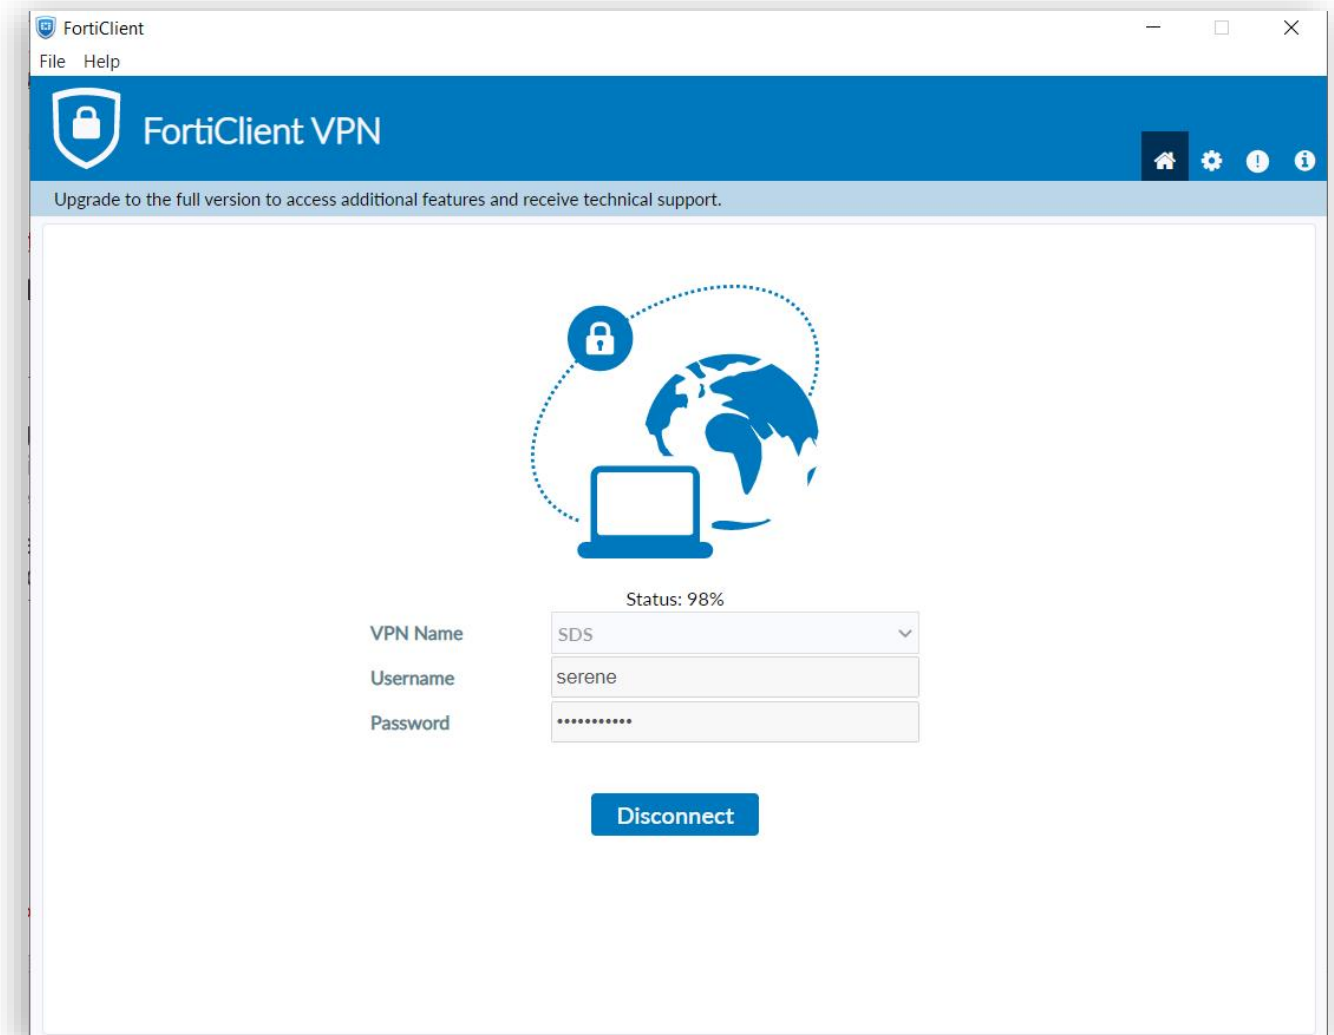 FortiClient
File Help
FortiClient VPN
Upgrade to the full version to access additional features and receive technical support.
Status: 98%
VPN Name SDS
Username serene
Password •••••••••••
Disconnect